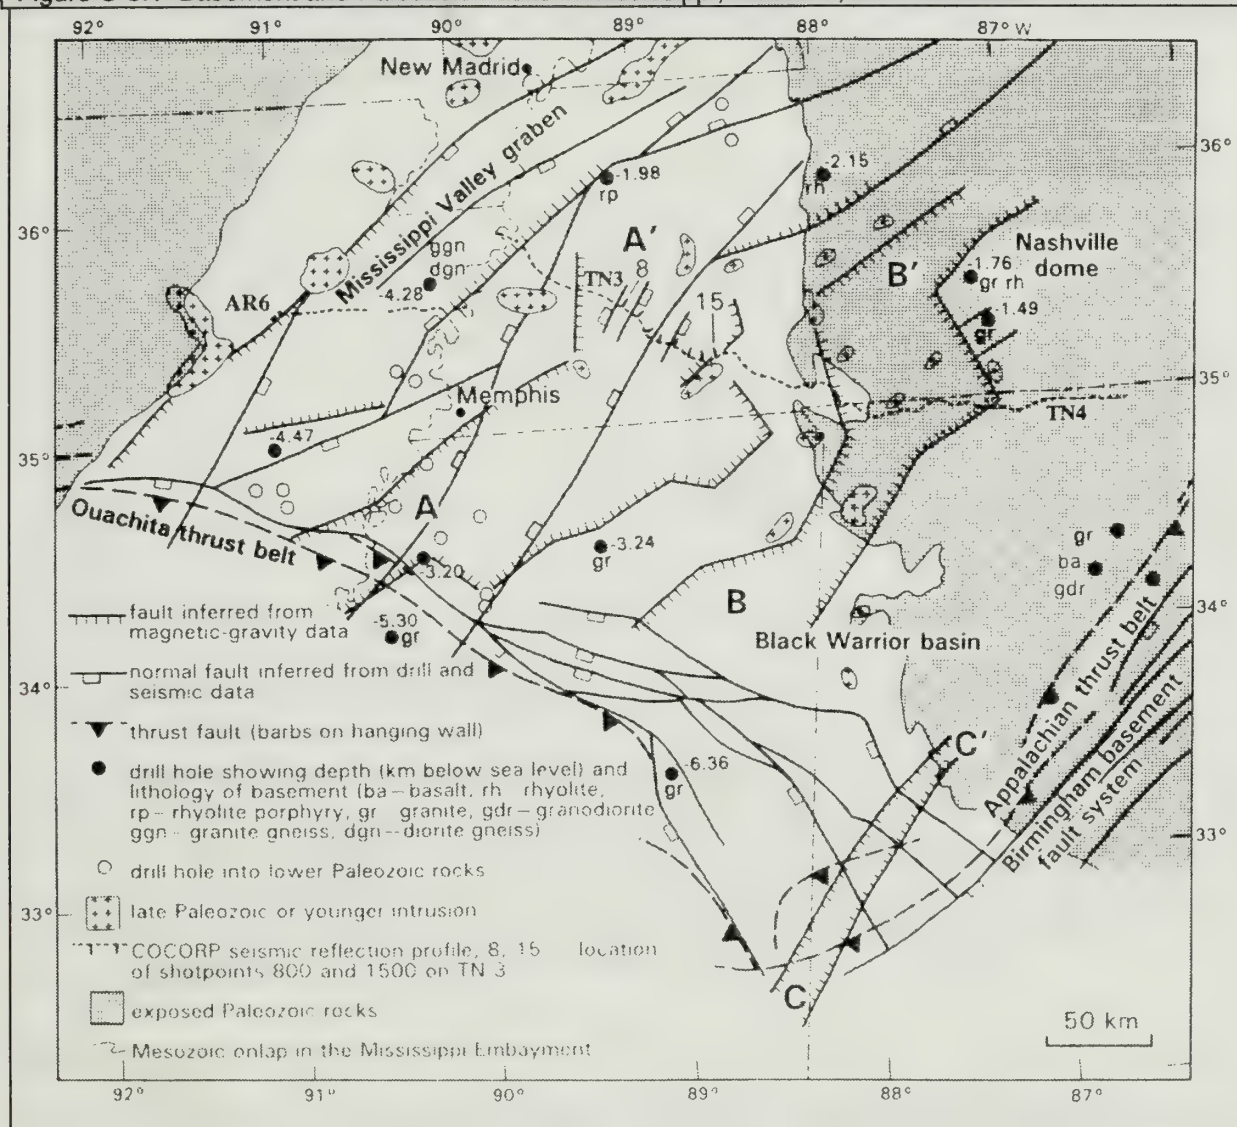 92° 91° 90° 89° 88° 87° W
New Madrid
Mississippi Valley graben
36°
36°
-1.98
rp
-2.15
rh
A'
B'
Nashville
dome
ggn
dgn
-4.28
TN3
8
15
-1.76
gr rh
-1.49
gr
AR6
Memphis
35°
TN4
-4.47
35°
A
Ouachita thrust belt
-3.20
-3.24
gr
gr
ba
gdr
34°
B
Black Warrior basin
-5.30
gr
34°
Appalachian thrust belt
Birmingham basement
fault system
C'
-6.36
gr
33°
33°
C
fault inferred from
magnetic-gravity data
normal fault inferred from drill and
seismic data
thrust fault (barbs on hanging wall)
drill hole showing depth (km below sea level) and
lithology of basement (ba – basalt, rh rhyolite,
rp – rhyolite porphyry, gr granite, gdr – granodiorite
ggn – granite gneiss, dgn – diorite gneiss)
drill hole into lower Paleozoic rocks
late Paleozoic or younger intrusion
COCORP seismic reflection profile, 8, 15 location
of shotpoints 800 and 1500 on TN 3
exposed Paleozoic rocks
Mesozoic onlap in the Mississippi Embayment
50 km
92° 91° 90° 89° 88° 87°